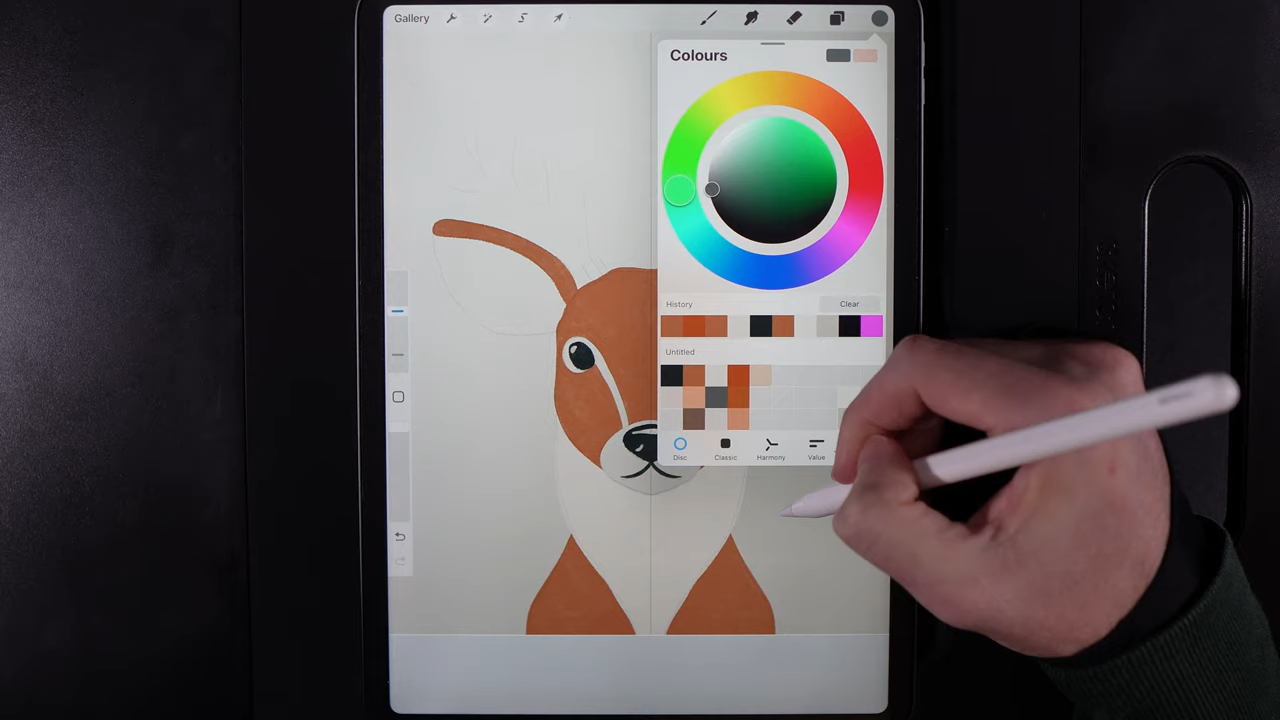 Gallery
Colours
History
Clear
Untitled
Disc
Classic
Harmony
Value